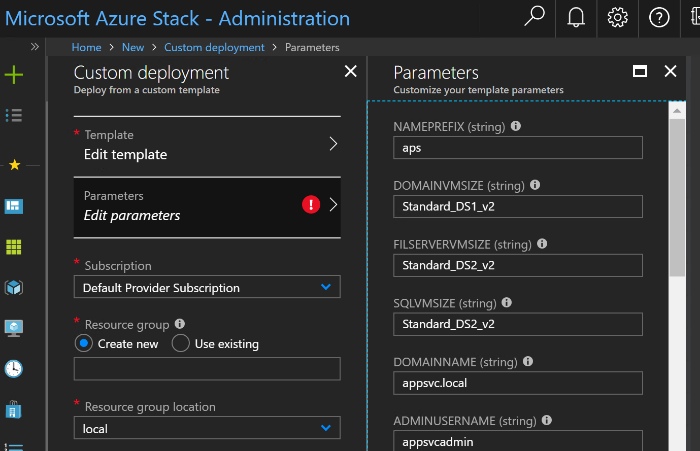 Microsoft Azure Stack - Administration
Home > New > Custom deployment > Parameters
Custom deployment
Deploy from a custom template
* Template
Edit template
Parameters
Edit parameters
* Subscription
Default Provider Subscription
* Resource group
Create new
Use existing
* Resource group location
local
Parameters
Customize your template parameters
NAMEPREFIX (string)
aps
DOMAINVMSIZE (string)
Standard_DS1_v2
FILSERVERVMSIZE (string)
Standard_DS2_v2
SQLVMSIZE (string)
Standard_DS2_v2
DOMAINNAME (string)
appsvc.local
ADMINUSERNAME (string)
appsvcadmin